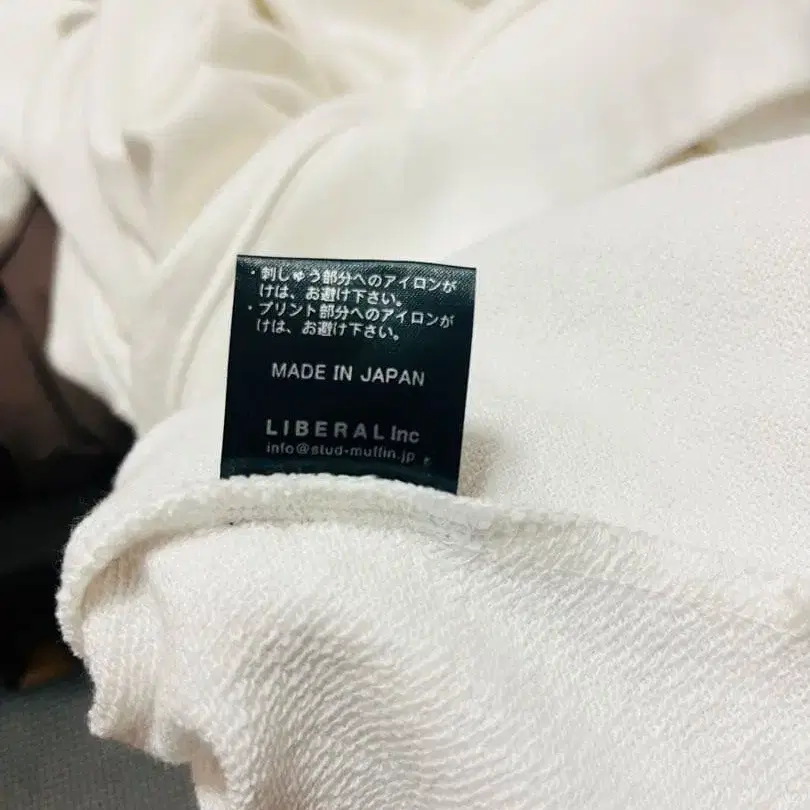 ・刺しゅう部分へのアイロンが
けは、お避け下さい。
・プリント部分へのアイロンが
けは、お避け下さい。
MADE IN JAPAN
LIBERAL Inc
info@stud-muffin.jp